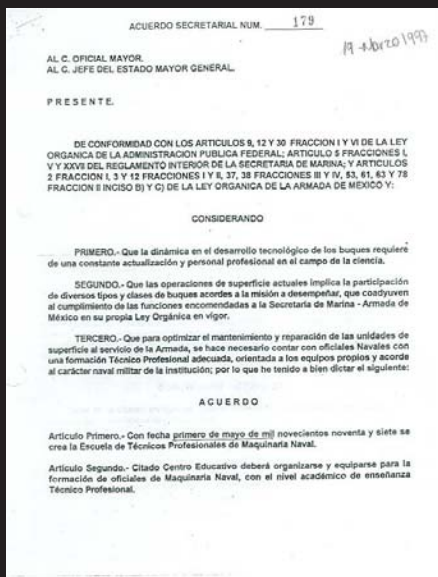 ACUERDO SECRETARIAL NUM. 179
19 Marzo 1997
AL C. OFICIAL MAYOR.
AL C. JEFE DEL ESTADO MAYOR GENERAL.
P R E S E N T E.
DE CONFORMIDAD CON LOS ARTICULOS 9, 12 Y 30 FRACCION I Y VI DE LA LEY
ORGANICA DE LA ADMINISTRACION PUBLICA FEDERAL; ARTICULO 5 FRACCIONES I,
V Y XXVII DEL REGLAMENTO INTERIOR DE LA SECRETARIA DE MARINA; Y ARTICULOS
2 FRACCION I, 3 Y 12 FRACCIONES I Y II, 37, 38 FRACCIONES III Y IV, 53, 61, 63 Y 78
FRACCION II INCISO B) Y C) DE LA LEY ORGANICA DE LA ARMADA DE MEXICO Y:
CONSIDERANDO
PRIMERO.- Que la dinámica en el desarrollo tecnológico de los buques requiere
de una constante actualización y personal profesional en el campo de la ciencia.
SEGUNDO.- Que las operaciones de superficie actuales implica la participación
de diversos tipos y clases de buques acordes a la misión a desempeñar, que coadyuven
al cumplimiento de las funciones encomendadas a la Secretaria de Marina - Armada de
México en su propia Ley Orgánica en vigor.
TERCERO.- Que para optimizar el mantenimiento y reparación de las unidades de
superficie al servicio de la Armada, se hace necesario contar con oficiales Navales con
una formación Técnico Profesional adecuada, orientada a los equipos propios y acorde
al carácter naval militar de la institución; por lo que he tenido a bien dictar el siguiente:
A C U E R D O
Artículo Primero.- Con fecha primero de mayo de mil novecientos noventa y siete se
crea la Escuela de Técnicos Profesionales de Maquinaria Naval.
Artículo Segundo.- Citado Centro Educativo deberá organizarse y equiparse para la
formación de oficiales de Maquinaria Naval, con el nivel académico de enseñanza
Técnico Profesional.